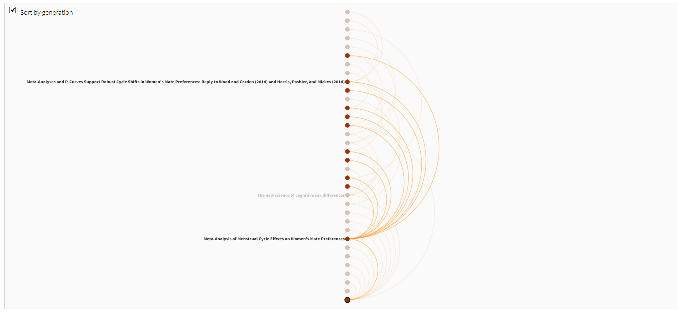 Sort by generation
Meta-Analyses and P-Curves Support Robust Cycle Shifts in Women's Mate Preferences: Reply to Wood and Carden (2014) and Harris, Pashler, and Mickes (2014)
The new science of cognitive sex differences
Meta-Analysis of Menstrual Cycle Effects on Women's Mate Preferences